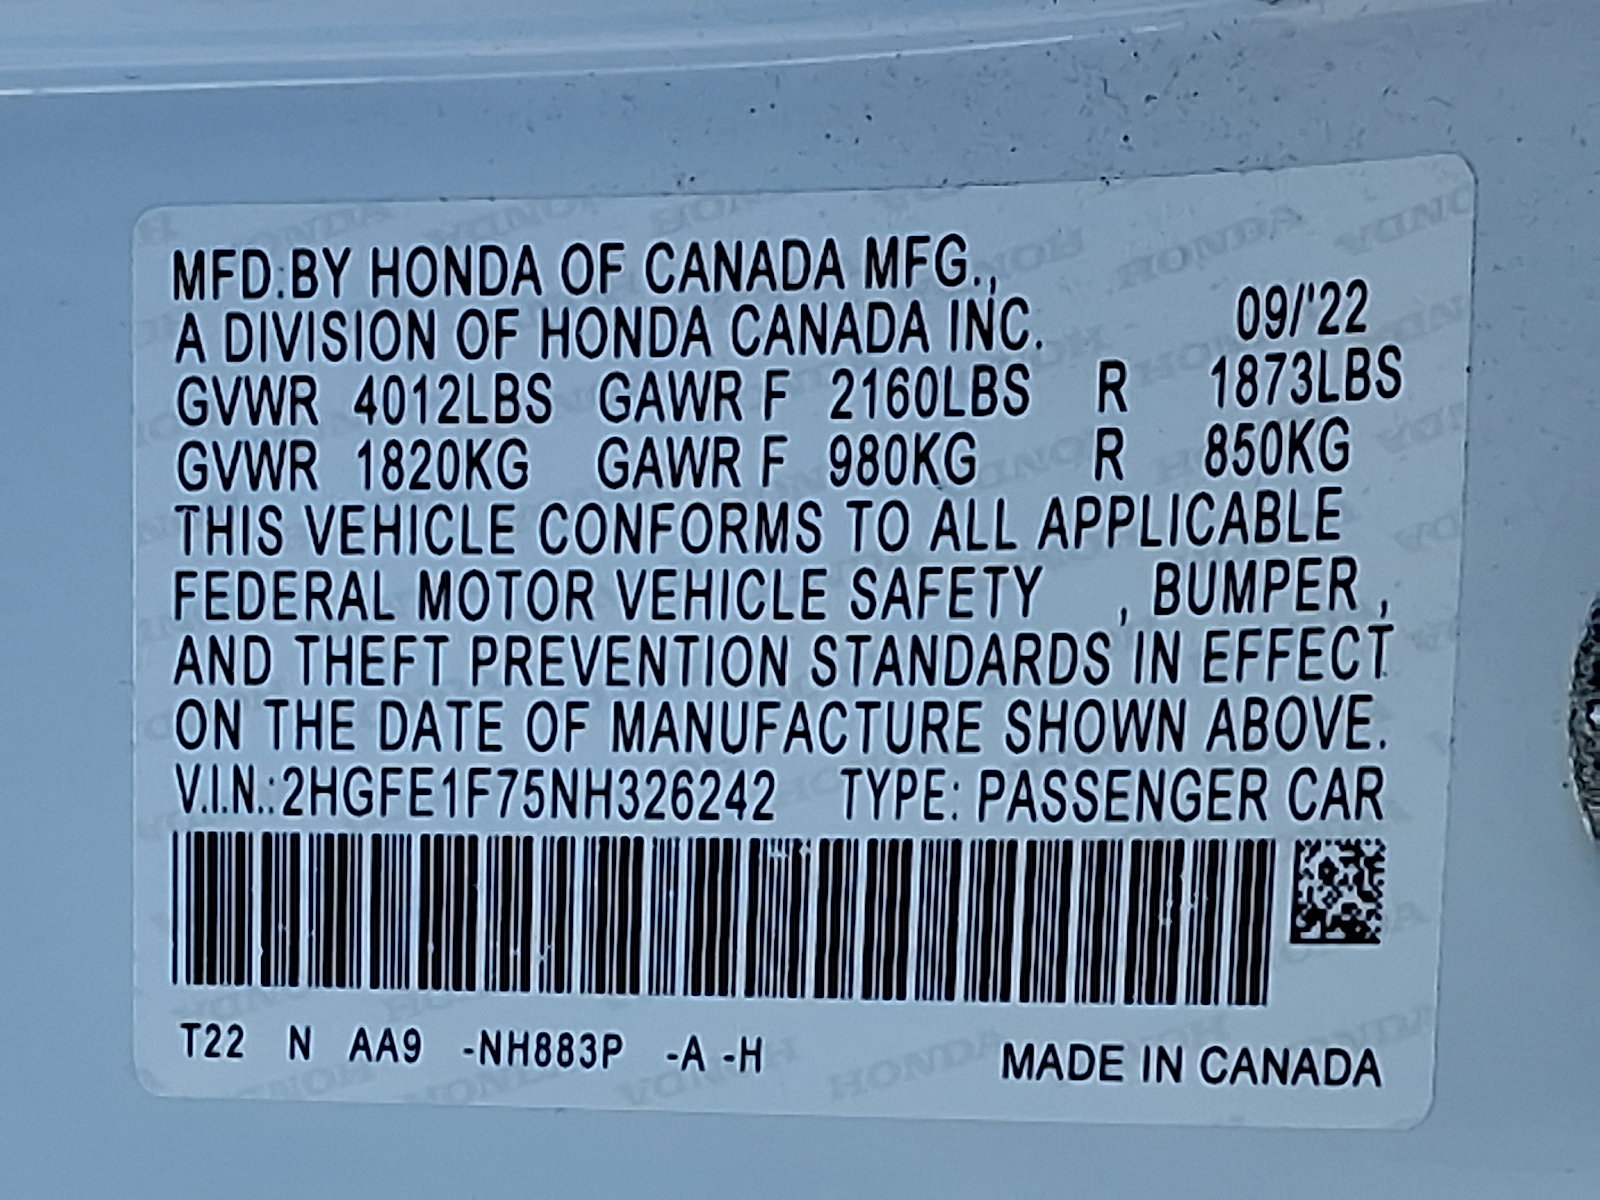 MFD.BY HONDA OF CANADA MFG.,
A DIVISION OF HONDA CANADA INC. 09/'22
GVWR 4012LBS GAWR F 2160LBS R 1873LBS
GVWR 1820KG GAWR F 980KG R 850KG
THIS VEHICLE CONFORMS TO ALL APPLICABLE
FEDERAL MOTOR VEHICLE SAFETY , BUMPER ,
AND THEFT PREVENTION STANDARDS IN EFFECT
ON THE DATE OF MANUFACTURE SHOWN ABOVE.
V.I.N.: 2HGFE1F75NH326242 TYPE: PASSENGER CAR
T22 N AA9 -NH883P -A -H MADE IN CANADA